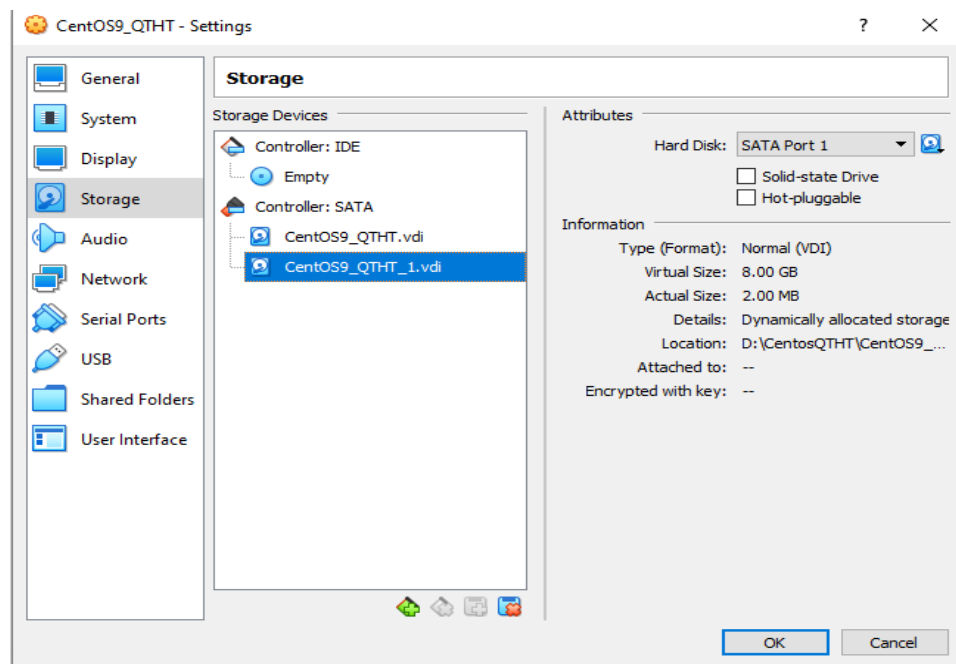 CentOS9_QTHT - Settings ?
General
System
Display
Storage
Audio
Network
Serial Ports
USB
Shared Folders
User Interface
Storage
Storage Devices
Controller: IDE
Empty
Controller: SATA
CentOS9_QTHT.vdi
CentOS9_QTHT_1.vdi
Attributes
Hard Disk: SATA Port 1
Solid-state Drive
Hot-pluggable
Information
Type (Format): Normal (VDI)
Virtual Size: 8.00 GB
Actual Size: 2.00 MB
Details: Dynamically allocated storage
Location: D:\CentosQTHT\CentOS9_...
Attached to: --
Encrypted with key: --
OK Cancel